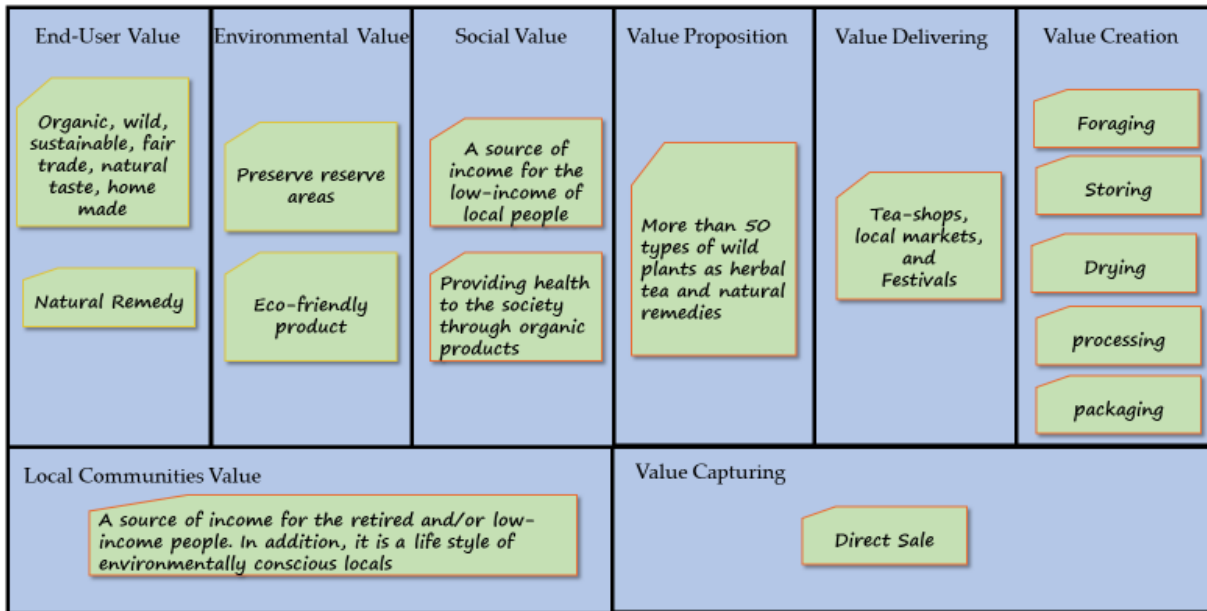 End-User Value
Organic, wild,
sustainable, fair
trade, natural
taste, home
made
Natural Remedy
Environmental Value
Preserve reserve
areas
Eco-friendly
product
Social Value
A source of
income for the
low-income of
local people
Providing health
to the society
through organic
products
Value Proposition
More than 50
types of wild
plants as herbal
tea and natural
remedies
Value Delivering
Tea-shops,
local markets,
and
Festivals
Value Creation
Foraging
Storing
Drying
processing
packaging
Local Communities Value
A source of income for the retired and/or low-
income people. In addition, it is a life style of
environmentally conscious locals
Value Capturing
Direct Sale